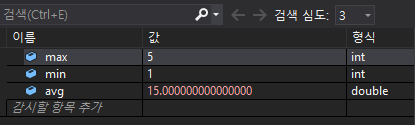 검색(Ctrl+E) 검색 심도: 3
이름 값 형식
max 5 int
min 1 int
avg 15.000000000000000 double
감시할 항목 추가